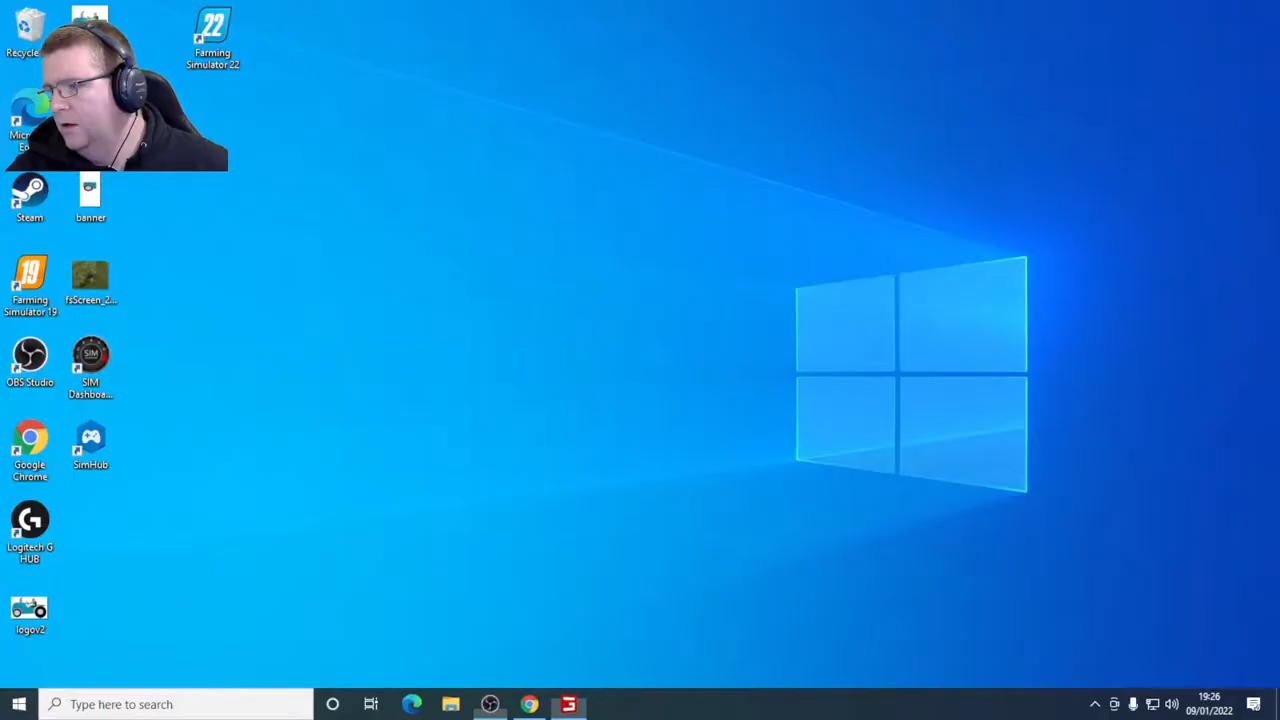 22
Recycle
Farming
Simulator 22
Steam
banner
19
Farming
Simulator 19
fsScreen_2...
SIM
OBS Studio
SIM
Dashboa...
Google
Chrome
SimHub
Logitech G
HUB
logov2
Type here to search
19:26
09/01/2022